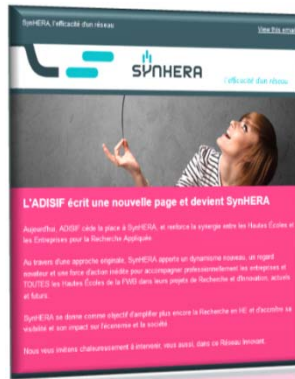 SynHERA, l'efficacité d'un réseau
View this email
SYNHERA
l'efficacité d'un réseau
L'ADISIF écrit une nouvelle page et devient SynHERA
Aujourd'hui, ADISIF cède la place à SynHERA, et renforce la synergie entre les Hautes Écoles et
les Entreprises pour la Recherche Appliquée.
Au travers d'une approche originale, SynHERA apporte un dynamisme nouveau, un regard
novateur et une force d'action inédite pour accompagner professionnellement les entreprises et
TOUTES les Hautes Écoles de la FWB dans leurs projets de Recherche et d'Innovation, actuels
et futurs.
SynHERA se donne comme objectif d'amplifier plus encore la Recherche en HE et d'accroître sa
visibilité et son impact sur l'économie et la société.
Nous vous invitons chaleureusement à intervenir, vous aussi, dans ce Réseau Innovant.